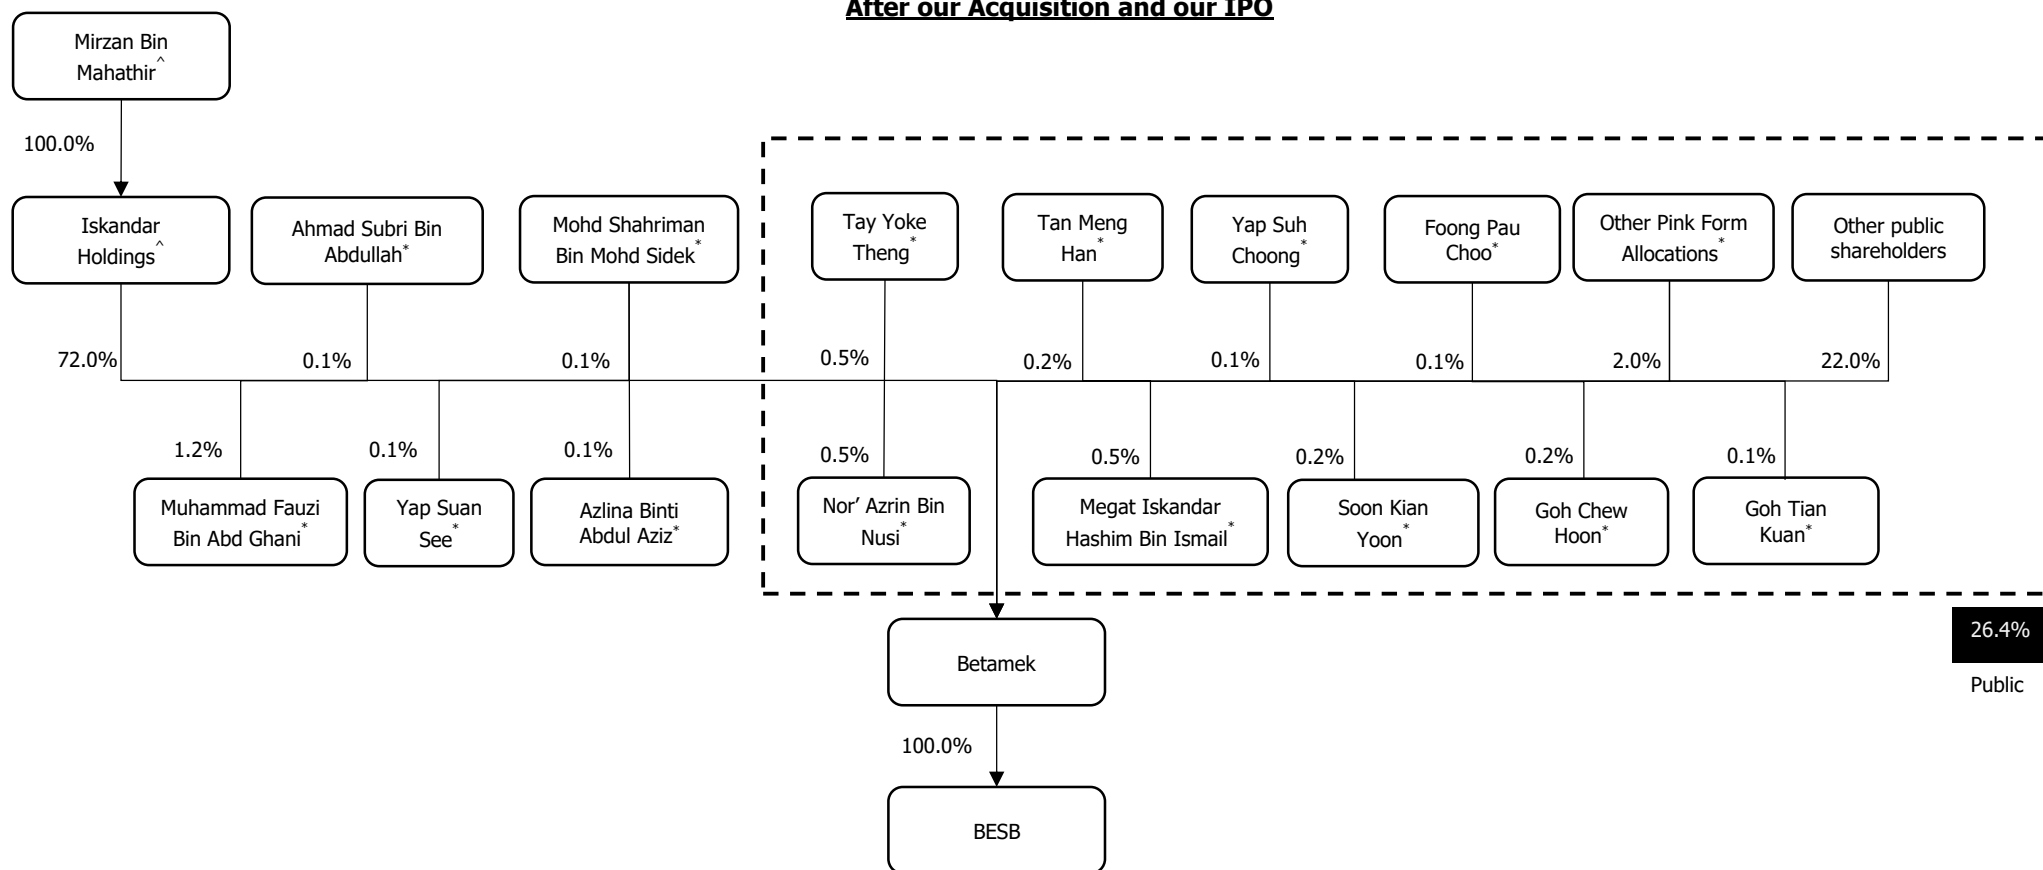 After our Acquisition and our IPO
Mirzan Bin
Mahathir^
100.0%
Iskandar
Holdings^
Ahmad Subri Bin
Abdullah*
Mohd Shahriman
Bin Mohd Sidek*
Tay Yoke
Theng*
Tan Meng
Han*
Yap Suh
Choong*
Foong Pau
Choo*
Other Pink Form
Allocations*
Other public
shareholders
72.0%
0.1%
0.1%
0.5%
0.2%
0.1%
0.1%
2.0%
22.0%
1.2%
0.1%
0.1%
0.5%
0.5%
0.2%
0.2%
0.1%
Muhammad Fauzi
Bin Abd Ghani*
Yap Suan
See*
Azlina Binti
Abdul Aziz*
Nor’ Azrin Bin
Nusi*
Megat Iskandar
Hashim Bin Ismail*
Soon Kian
Yoon*
Goh Chew
Hoon*
Goh Tian
Kuan*
26.4%
Public
Betamek
100.0%
BESB